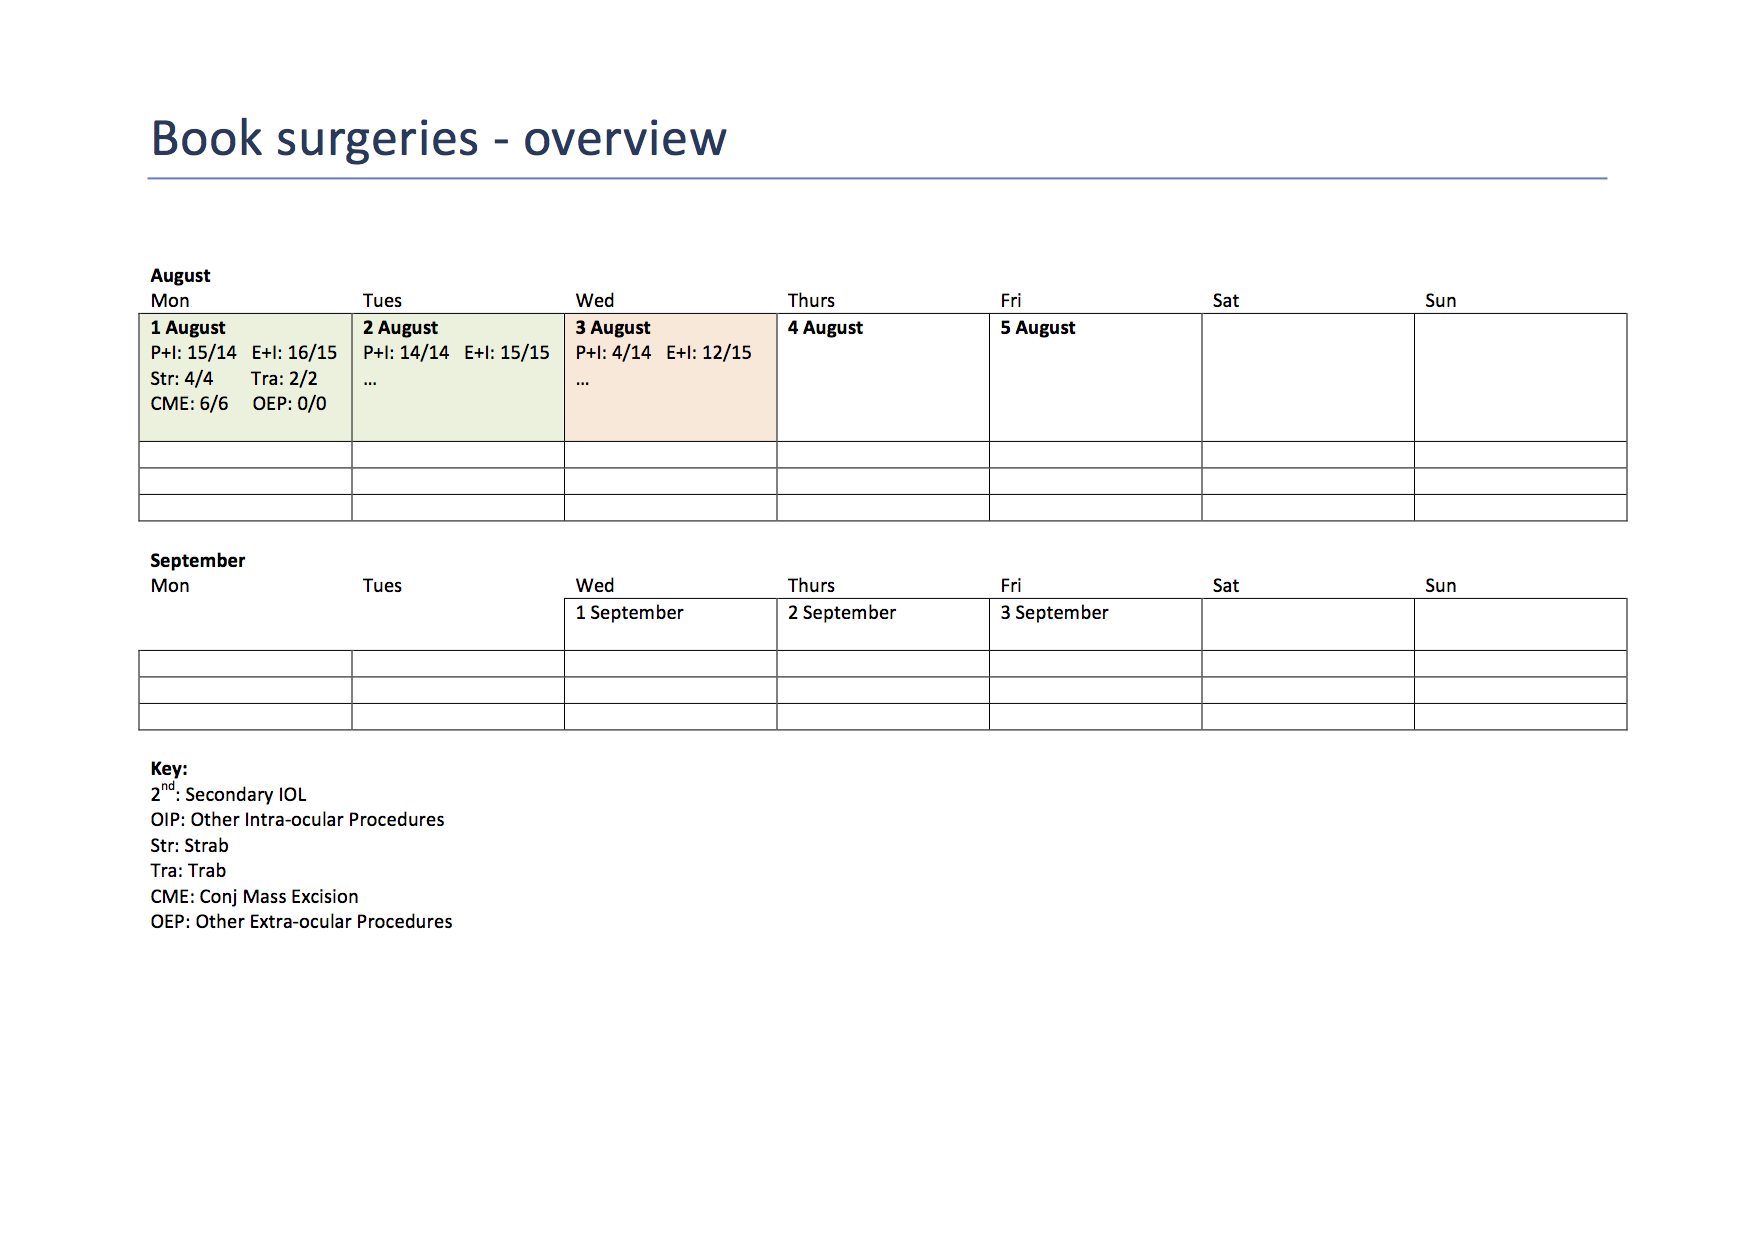 Book surgeries - overview
August
Mon Tues Wed Thurs Fri Sat Sun
1 August 2 August 3 August 4 August 5 August
P+I: 15/14 E+I: 16/15 P+I: 14/14 E+I: 15/15 P+I: 4/14 E+I: 12/15
Str: 4/4 Tra: 2/2 ... ...
CME: 6/6 OEP: 0/0
September
Mon Tues Wed Thurs Fri Sat Sun
1 September 2 September 3 September
Key:
2nd: Secondary IOL
OIP: Other Intra-ocular Procedures
Str: Strab
Tra: Trab
CME: Conj Mass Excision
OEP: Other Extra-ocular Procedures